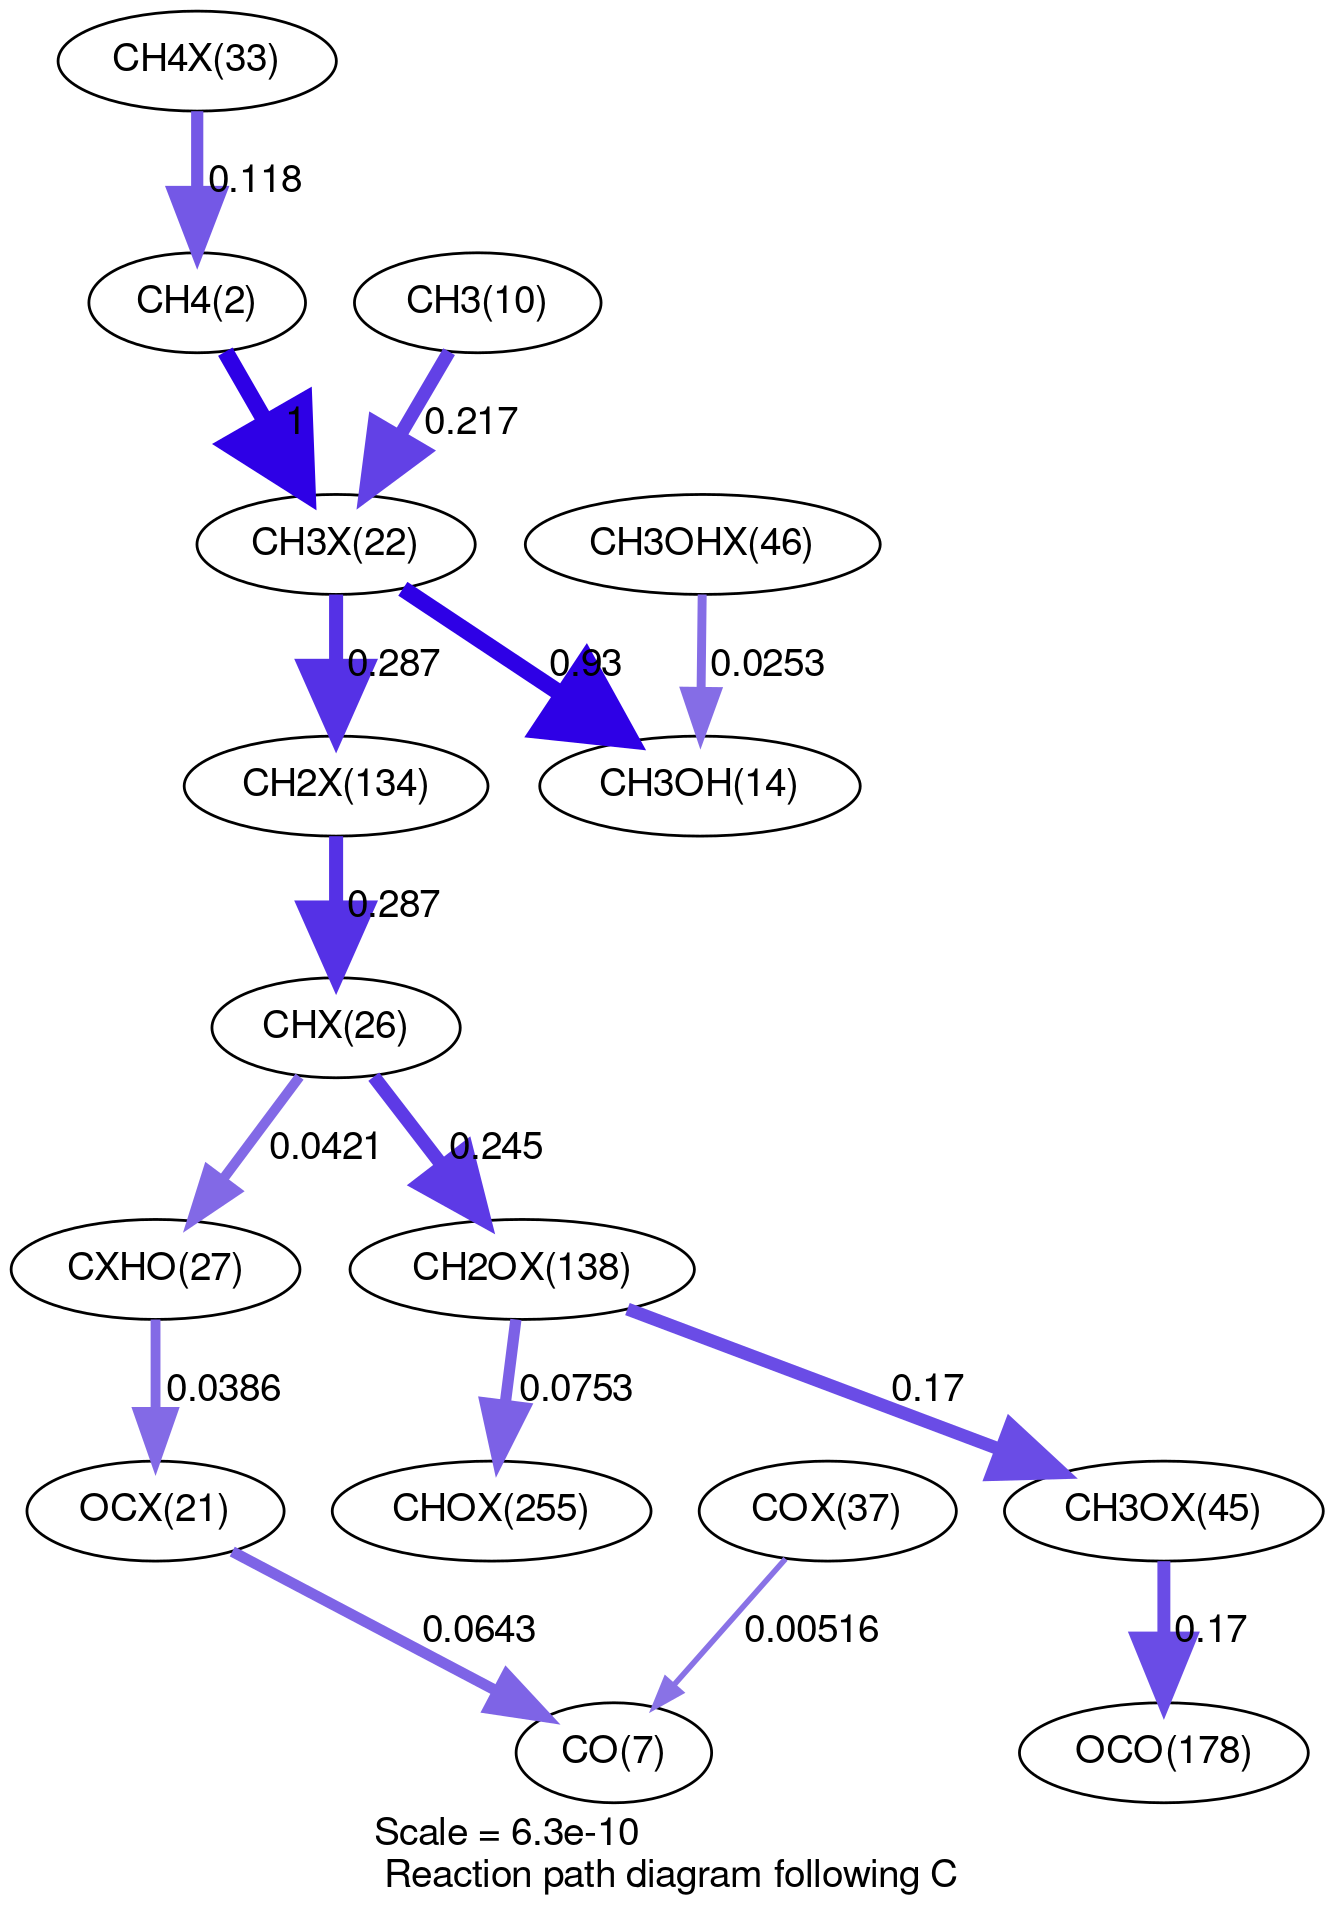 CH4X(33)
0.118
CH4(2)
CH3(10)
1
0.217
CH3X(22)
CH3OHX(46)
0.287
0.93
0.0253
CH2X(134)
CH3OH(14)
0.287
CHX(26)
0.0421
0.245
CXHO(27)
CH2OX(138)
0.0386
0.0753
0.17
OCX(21)
CHOX(255)
COX(37)
CH3OX(45)
0.0643
0.00516
0.17
CO(7)
OCO(178)
Scale = 6.3e-10
Reaction path diagram following C